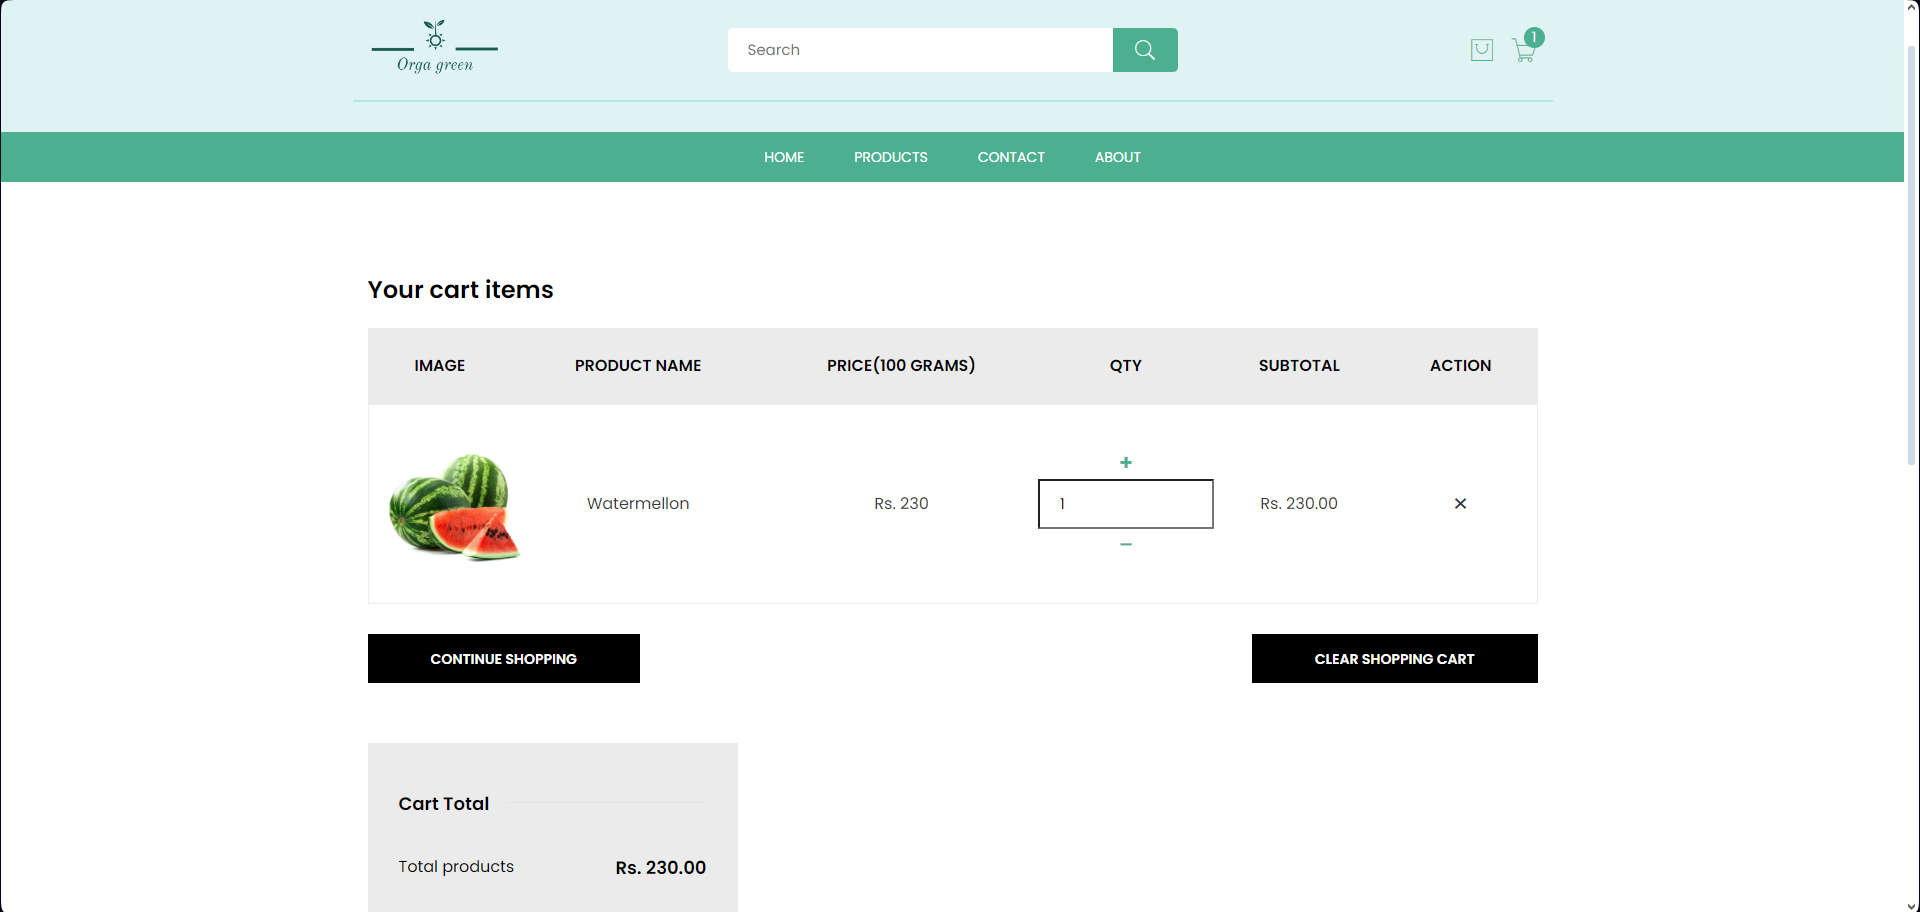 Orga green
Search
1
HOME PRODUCTS CONTACT ABOUT
Your cart items
IMAGE PRODUCT NAME PRICE(100 GRAMS) QTY SUBTOTAL ACTION
+
Watermellon Rs. 230 1 Rs. 230.00 ×
−
CONTINUE SHOPPING CLEAR SHOPPING CART
Cart Total
Total products Rs. 230.00